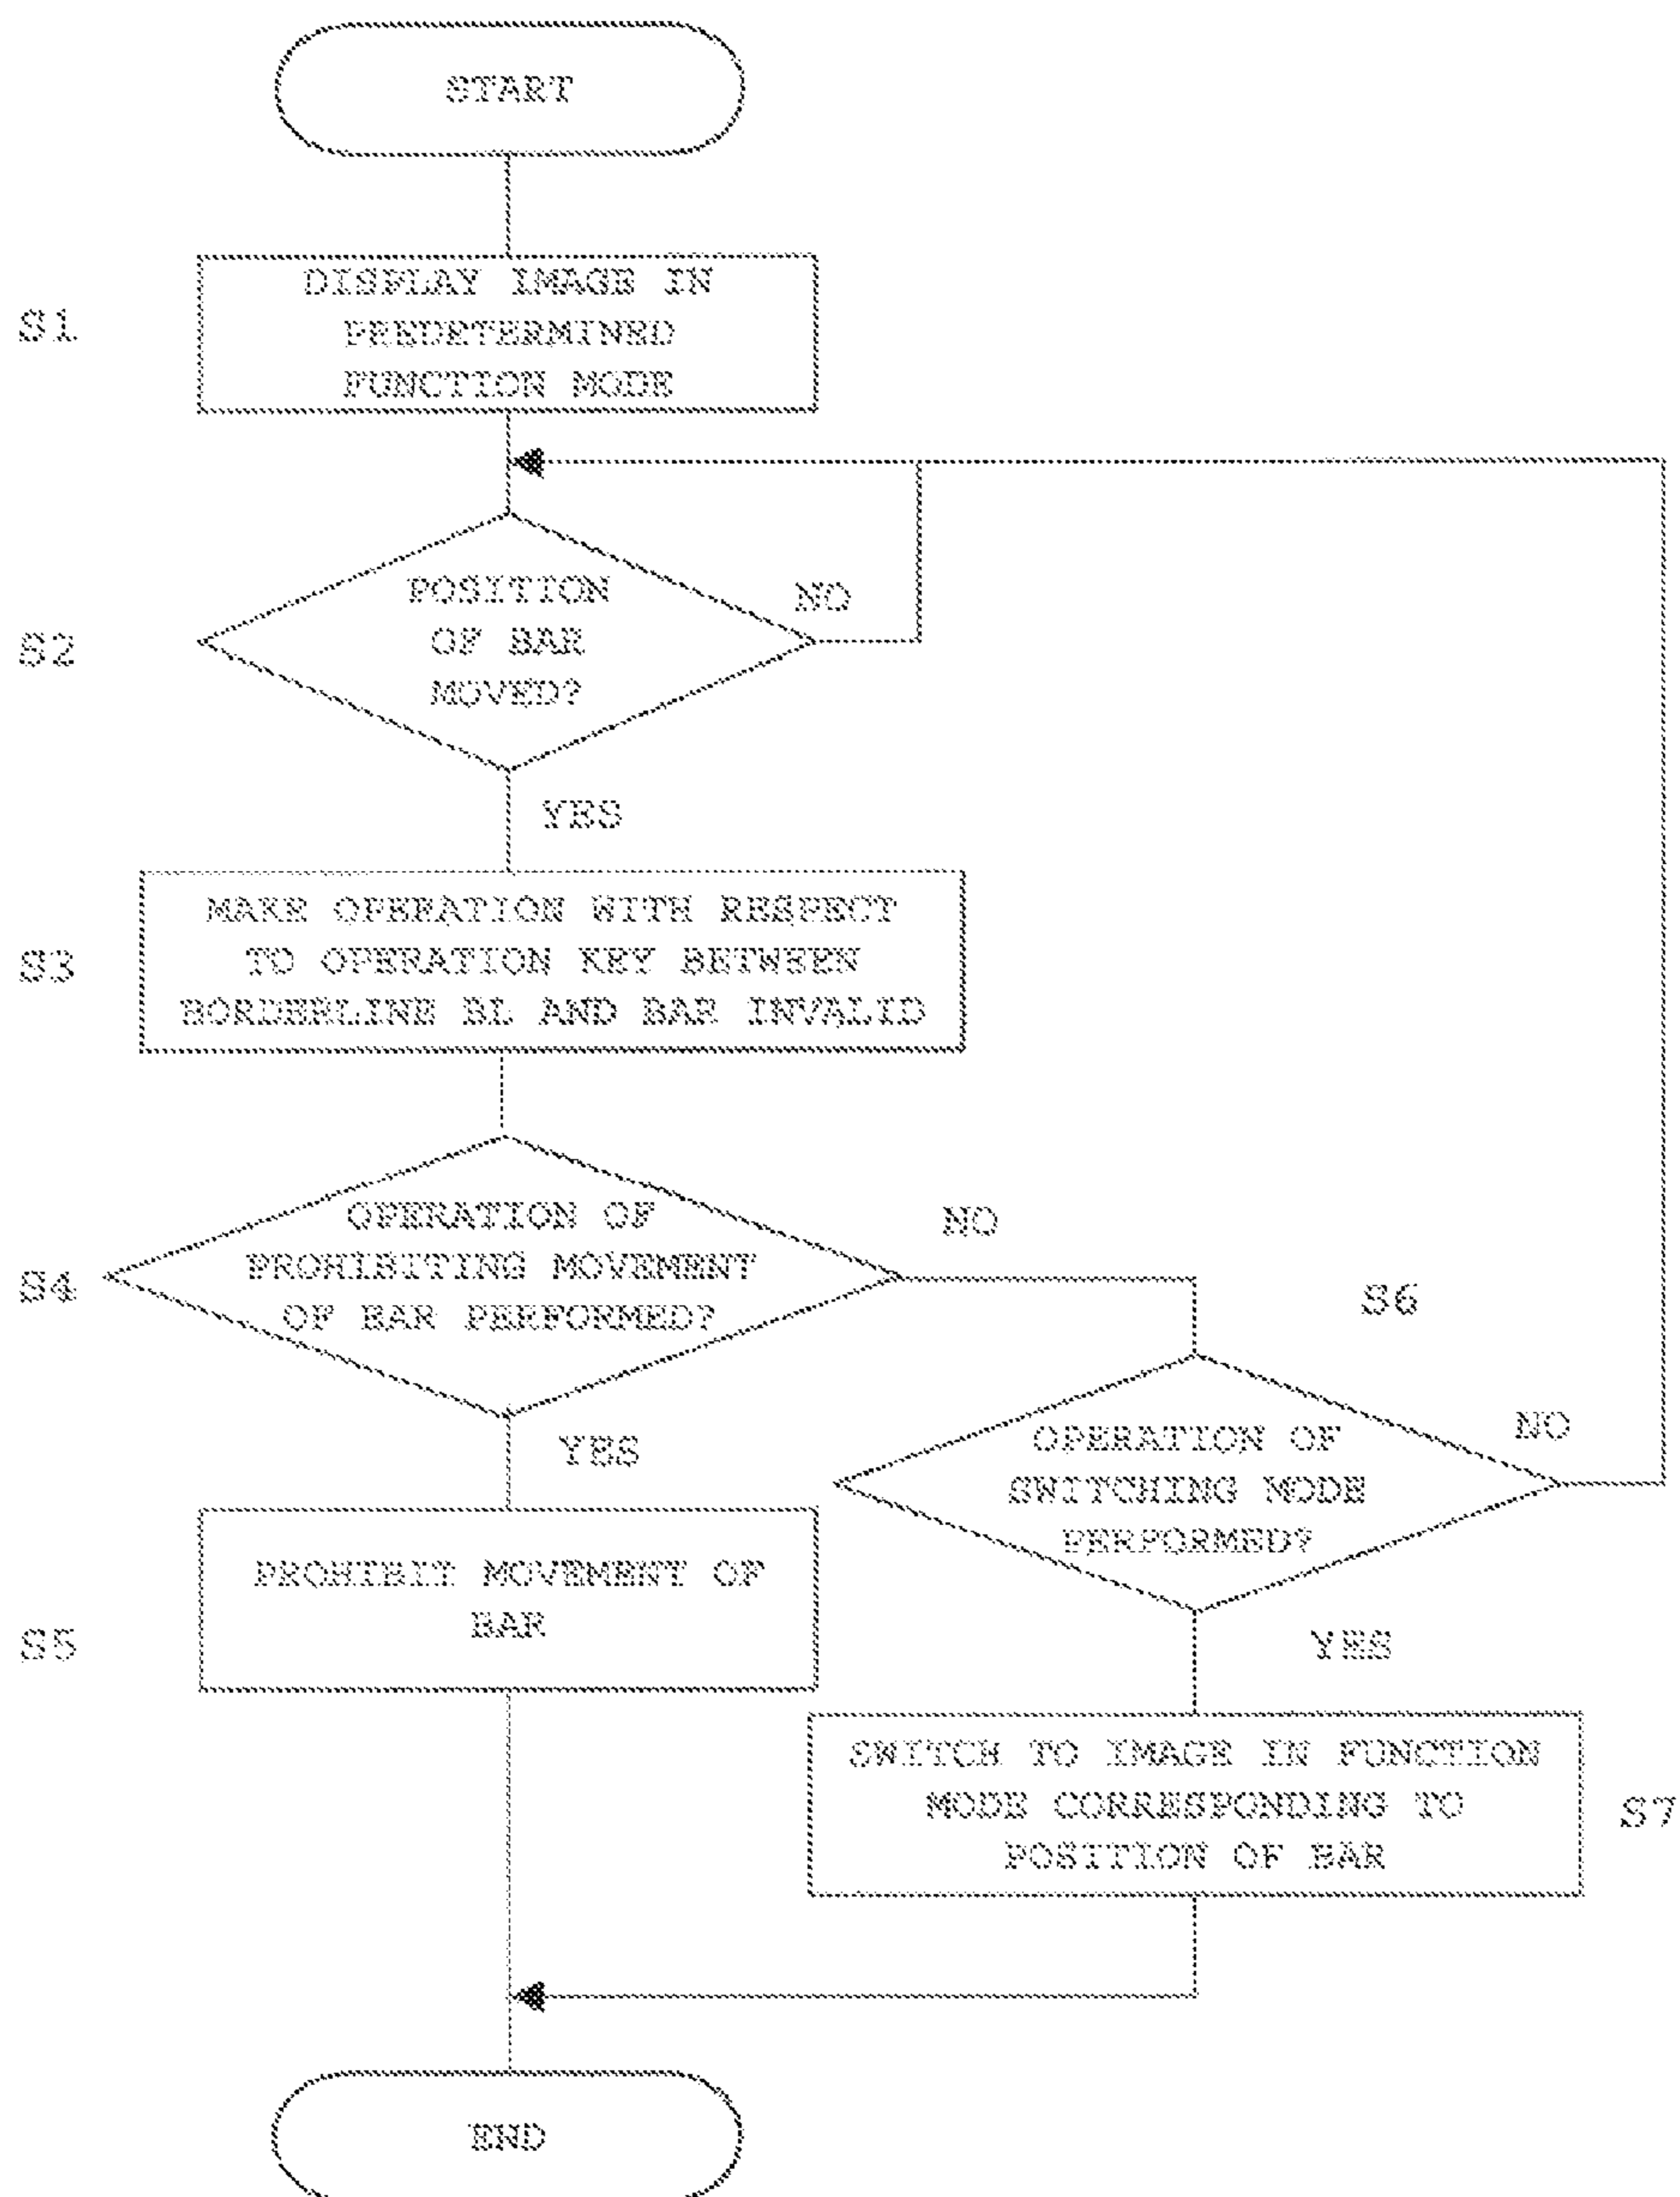 START
S1
DISPLAY IMAGE IN
PREDETERMINED
FUNCTION MODE
S2
POSITION
OF BAR
MOVED?
NO
YES
S3
MAKE OPERATION WITH RESPECT
TO OPERATION KEY BETWEEN
BORDERLINE BL AND BAR INVALID
S4
OPERATION OF
PROHIBITING MOVEMENT
OF BAR PERFORMED?
NO
YES
S6
OPERATION OF
SWITCHING MODE
PERFORMED?
NO
YES
S5
PROHIBIT MOVEMENT OF
BAR
SWITCH TO IMAGE IN FUNCTION
MODE CORRESPONDING TO
POSITION OF BAR
S7
END